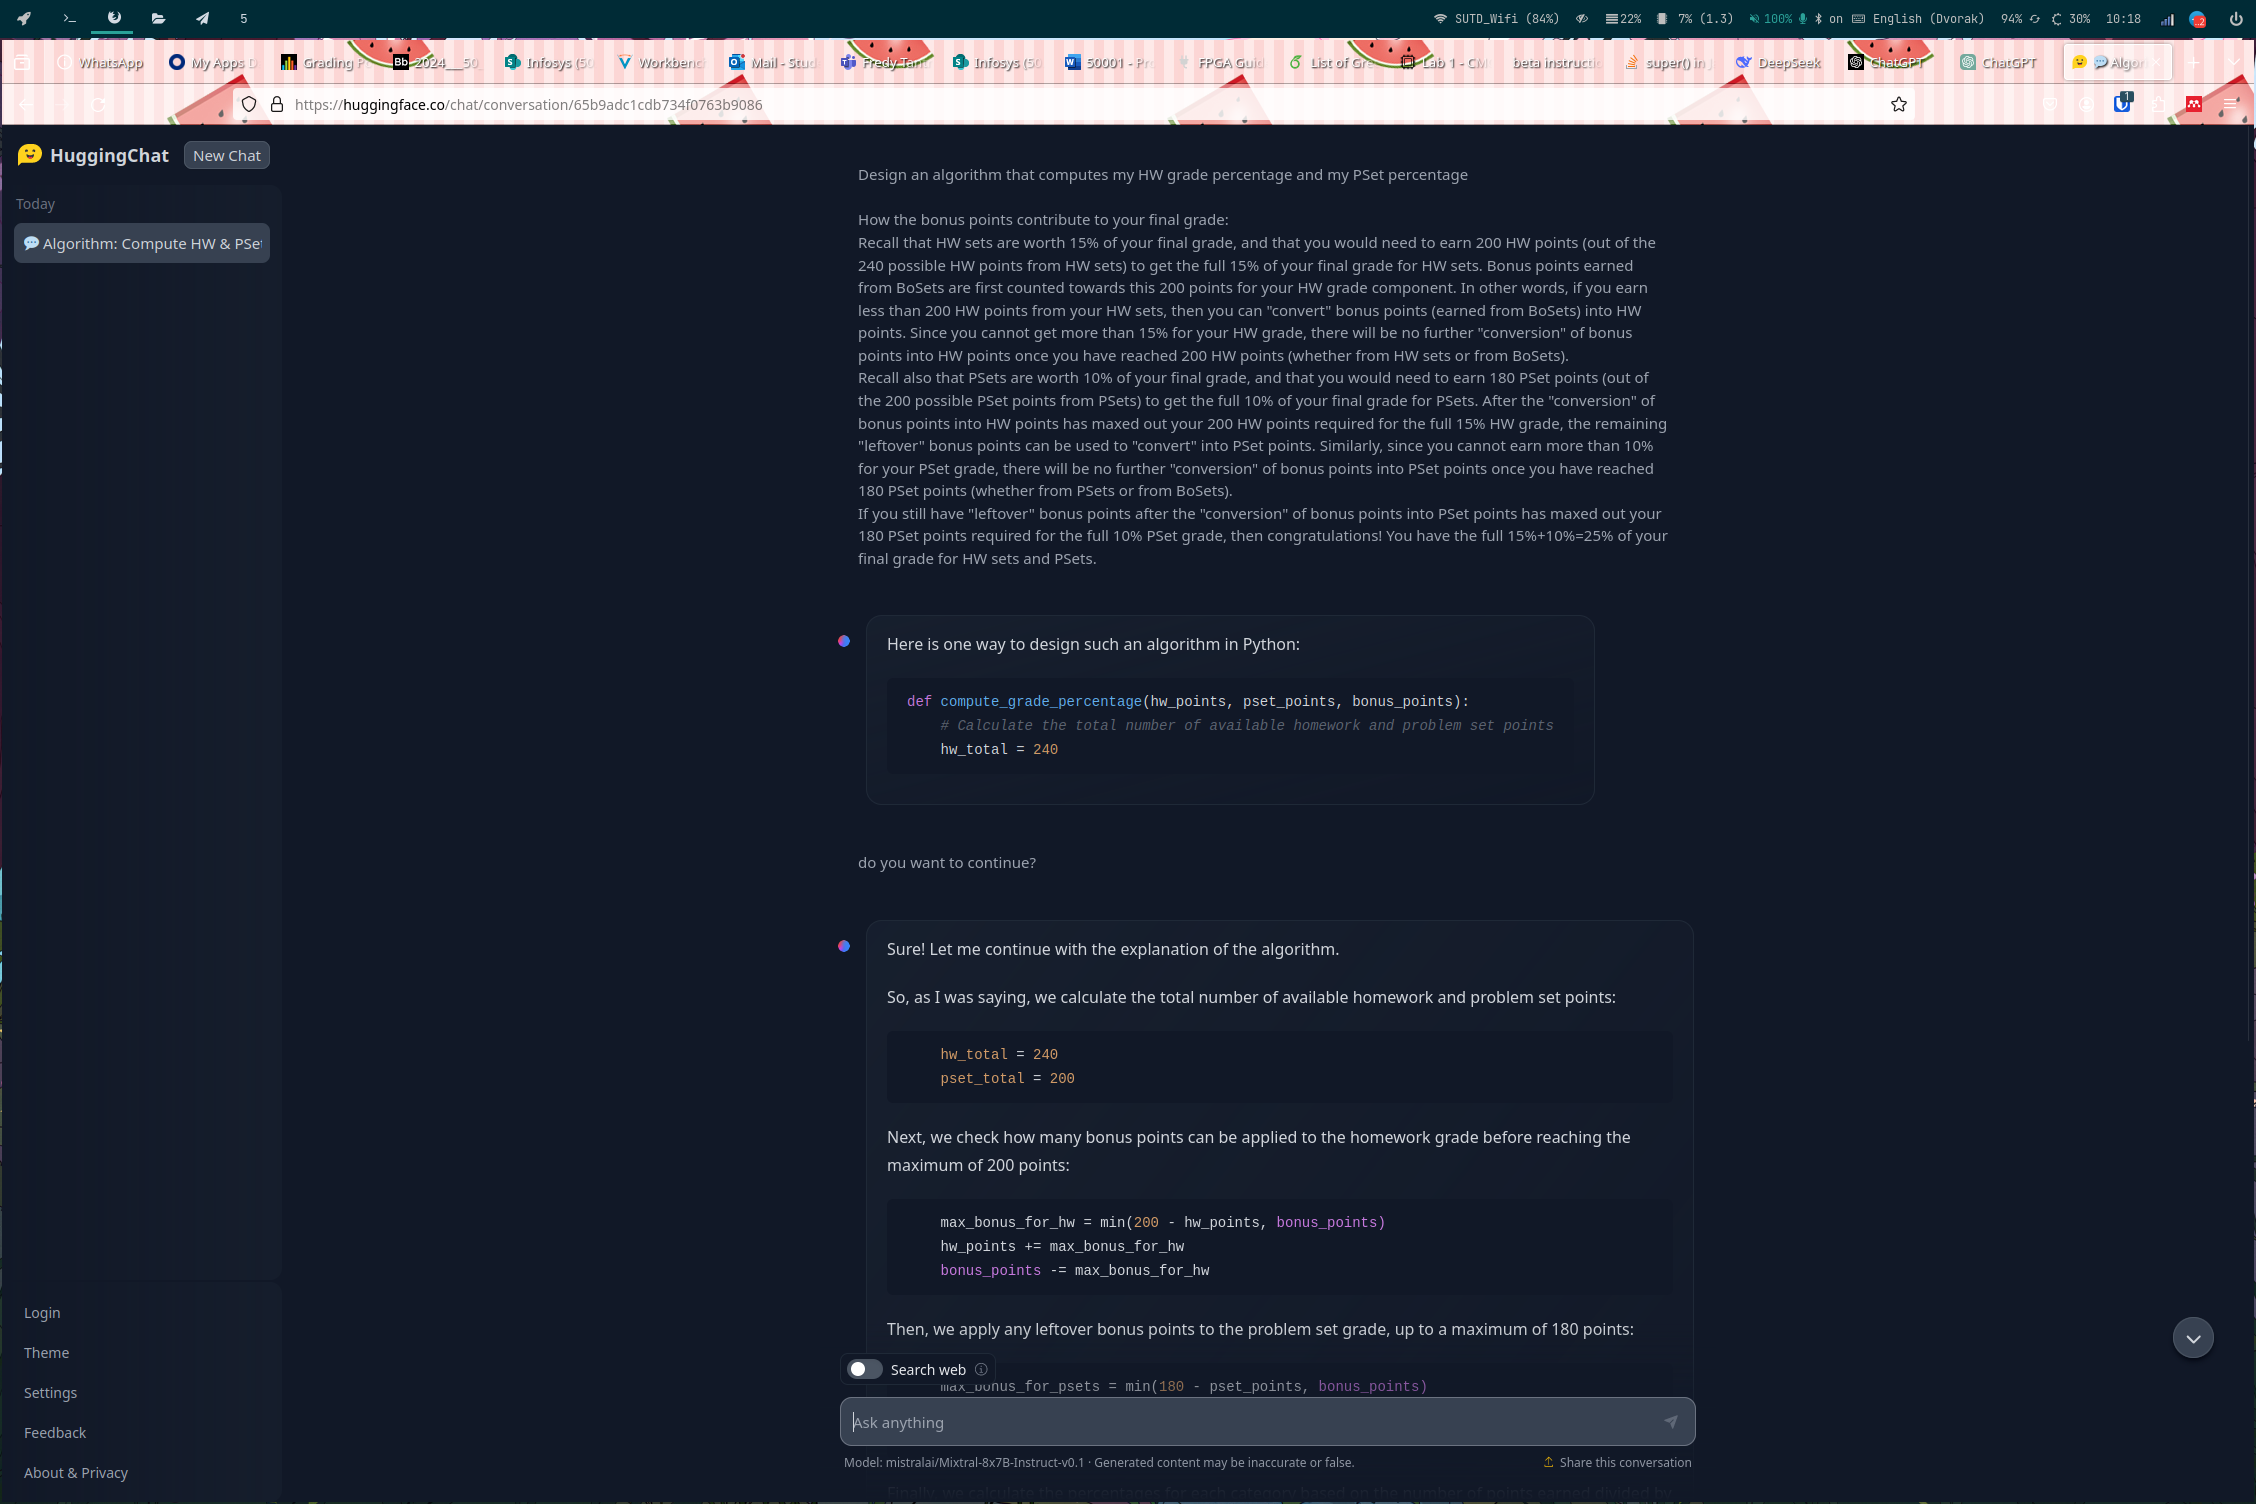 5
SUTD_Wifi (84%) 22% 7% (1.3) 100% on English (Dvorak) 94% 30% 10:18
WhatsApp My Apps D Grading P 2024__50 Infosys (50 Workbenc Mail - Stud Fredy Tant Infosys (50 50001 - Pr FPGA Guid List of Gre Lab 1 - CM beta instructio super() in j DeepSeek ChatGPT ChatGPT Algor
https://huggingface.co/chat/conversation/65b9adc1cdb734f0763b9086
1
HuggingChat New Chat
Today
Algorithm: Compute HW & PSet
Design an algorithm that computes my HW grade percentage and my PSet percentage
How the bonus points contribute to your final grade:
Recall that HW sets are worth 15% of your final grade, and that you would need to earn 200 HW points (out of the
240 possible HW points from HW sets) to get the full 15% of your final grade for HW sets. Bonus points earned
from BoSets are first counted towards this 200 points for your HW grade component. In other words, if you earn
less than 200 HW points from your HW sets, then you can "convert" bonus points (earned from BoSets) into HW
points. Since you cannot get more than 15% for your HW grade, there will be no further "conversion" of bonus
points into HW points once you have reached 200 HW points (whether from HW sets or from BoSets).
Recall also that PSets are worth 10% of your final grade, and that you would need to earn 180 PSet points (out of
the 200 possible PSet points from PSets) to get the full 10% of your final grade for PSets. After the "conversion" of
bonus points into HW points has maxed out your 200 HW points required for the full 15% HW grade, the remaining
"leftover" bonus points can be used to "convert" into PSet points. Similarly, since you cannot earn more than 10%
for your PSet grade, there will be no further "conversion" of bonus points into PSet points once you have reached
180 PSet points (whether from PSets or from BoSets).
If you still have "leftover" bonus points after the "conversion" of bonus points into PSet points has maxed out your
180 PSet points required for the full 10% PSet grade, then congratulations! You have the full 15%+10%=25% of your
final grade for HW sets and PSets.
Here is one way to design such an algorithm in Python:
def compute_grade_percentage(hw_points, pset_points, bonus_points):
# Calculate the total number of available homework and problem set points
hw_total = 240
do you want to continue?
Sure! Let me continue with the explanation of the algorithm.
So, as I was saying, we calculate the total number of available homework and problem set points:
hw_total = 240
pset_total = 200
Next, we check how many bonus points can be applied to the homework grade before reaching the
maximum of 200 points:
max_bonus_for_hw = min(200 - hw_points, bonus_points)
hw_points += max_bonus_for_hw
bonus_points -= max_bonus_for_hw
Then, we apply any leftover bonus points to the problem set grade, up to a maximum of 180 points:
Search web
max_bonus_for_psets = min(180 - pset_points, bonus_points)
Ask anything
Model: mistralai/Mixtral-8x7B-Instruct-v0.1 · Generated content may be inaccurate or false. Share this conversation
Finally, we calculate the percentages for each category based on the number of points earned divided by
Login
Theme
Settings
Feedback
About & Privacy